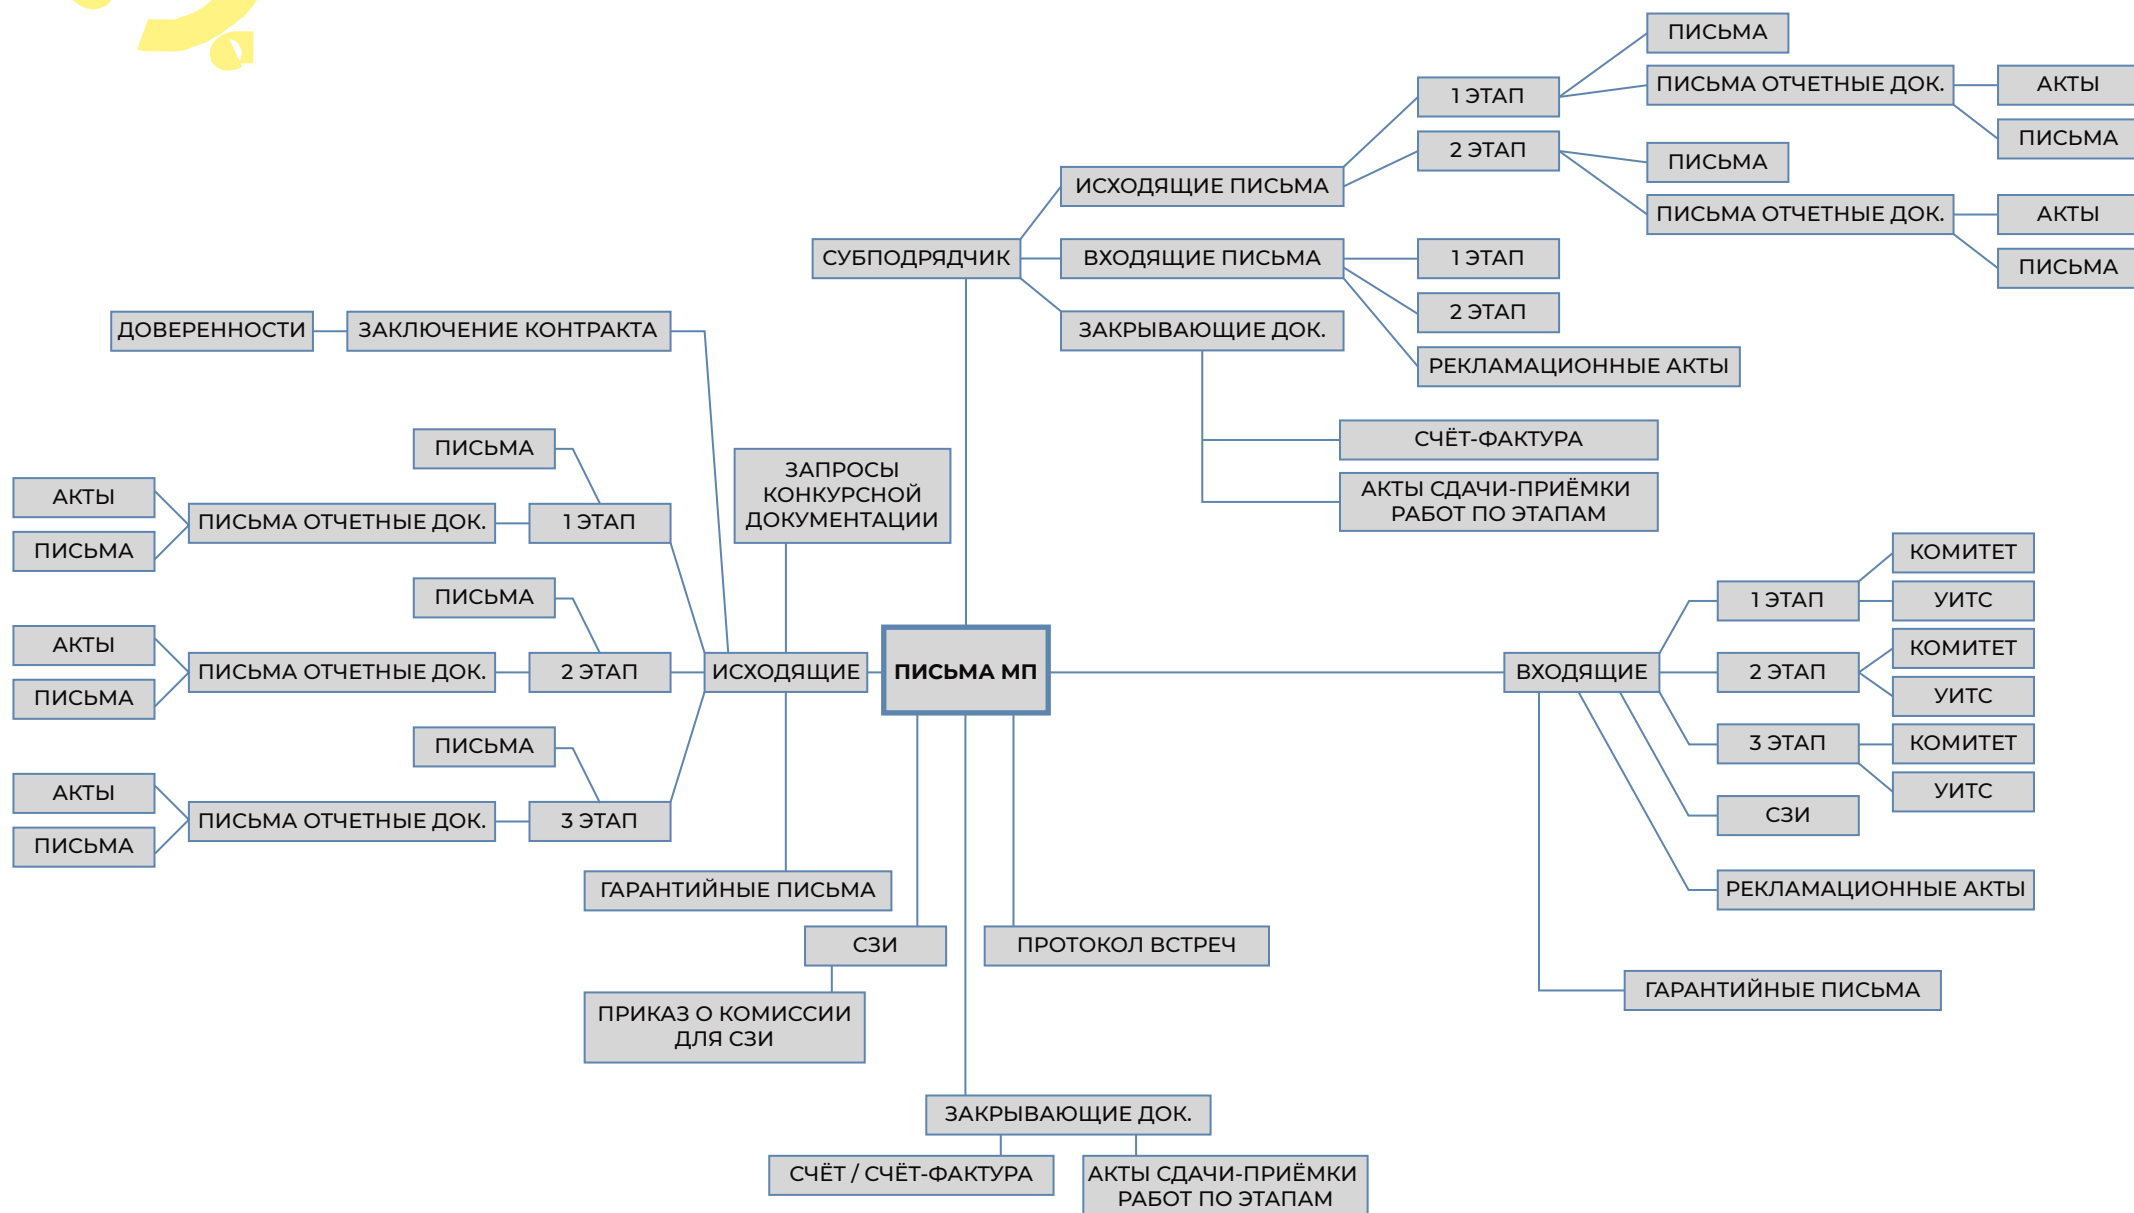 ПИСЬМА
ПИСЬМА ОТЧЕТНЫЕ ДОК.
АКТЫ
1 ЭТАП
ПИСЬМА
2 ЭТАП
ПИСЬМА
ИСХОДЯЩИЕ ПИСЬМА
ПИСЬМА ОТЧЕТНЫЕ ДОК.
АКТЫ
СУБПОДРЯДЧИК
ВХОДЯЩИЕ ПИСЬМА
1 ЭТАП
ПИСЬМА
2 ЭТАП
ДОВЕРЕННОСТИ
ЗАКЛЮЧЕНИЕ КОНТРАКТА
ЗАКРЫВАЮЩИЕ ДОК.
РЕКЛАМАЦИОННЫЕ АКТЫ
СЧЁТ-ФАКТУРА
АКТЫ СДАЧИ-ПРИЁМКИ
РАБОТ ПО ЭТАПАМ
ПИСЬМА
ЗАПРОСЫ
КОНКУРСНОЙ
ДОКУМЕНТАЦИИ
АКТЫ
ПИСЬМА ОТЧЕТНЫЕ ДОК.
1 ЭТАП
ПИСЬМА
ПИСЬМА
АКТЫ
ПИСЬМА ОТЧЕТНЫЕ ДОК.
2 ЭТАП
ИСХОДЯЩИЕ
ПИСЬМА МП
ПИСЬМА
ПИСЬМА
АКТЫ
ПИСЬМА ОТЧЕТНЫЕ ДОК.
3 ЭТАП
ПИСЬМА
ВХОДЯЩИЕ
КОМИТЕТ
1 ЭТАП
УИТС
КОМИТЕТ
2 ЭТАП
УИТС
3 ЭТАП
КОМИТЕТ
УИТС
СЗИ
РЕКЛАМАЦИОННЫЕ АКТЫ
ГАРАНТИЙНЫЕ ПИСЬМА
ГАРАНТИЙНЫЕ ПИСЬМА
СЗИ
ПРОТОКОЛ ВСТРЕЧ
ПРИКАЗ О КОМИССИИ
ДЛЯ СЗИ
ЗАКРЫВАЮЩИЕ ДОК.
СЧЁТ / СЧЁТ-ФАКТУРА
АКТЫ СДАЧИ-ПРИЁМКИ
РАБОТ ПО ЭТАПАМ